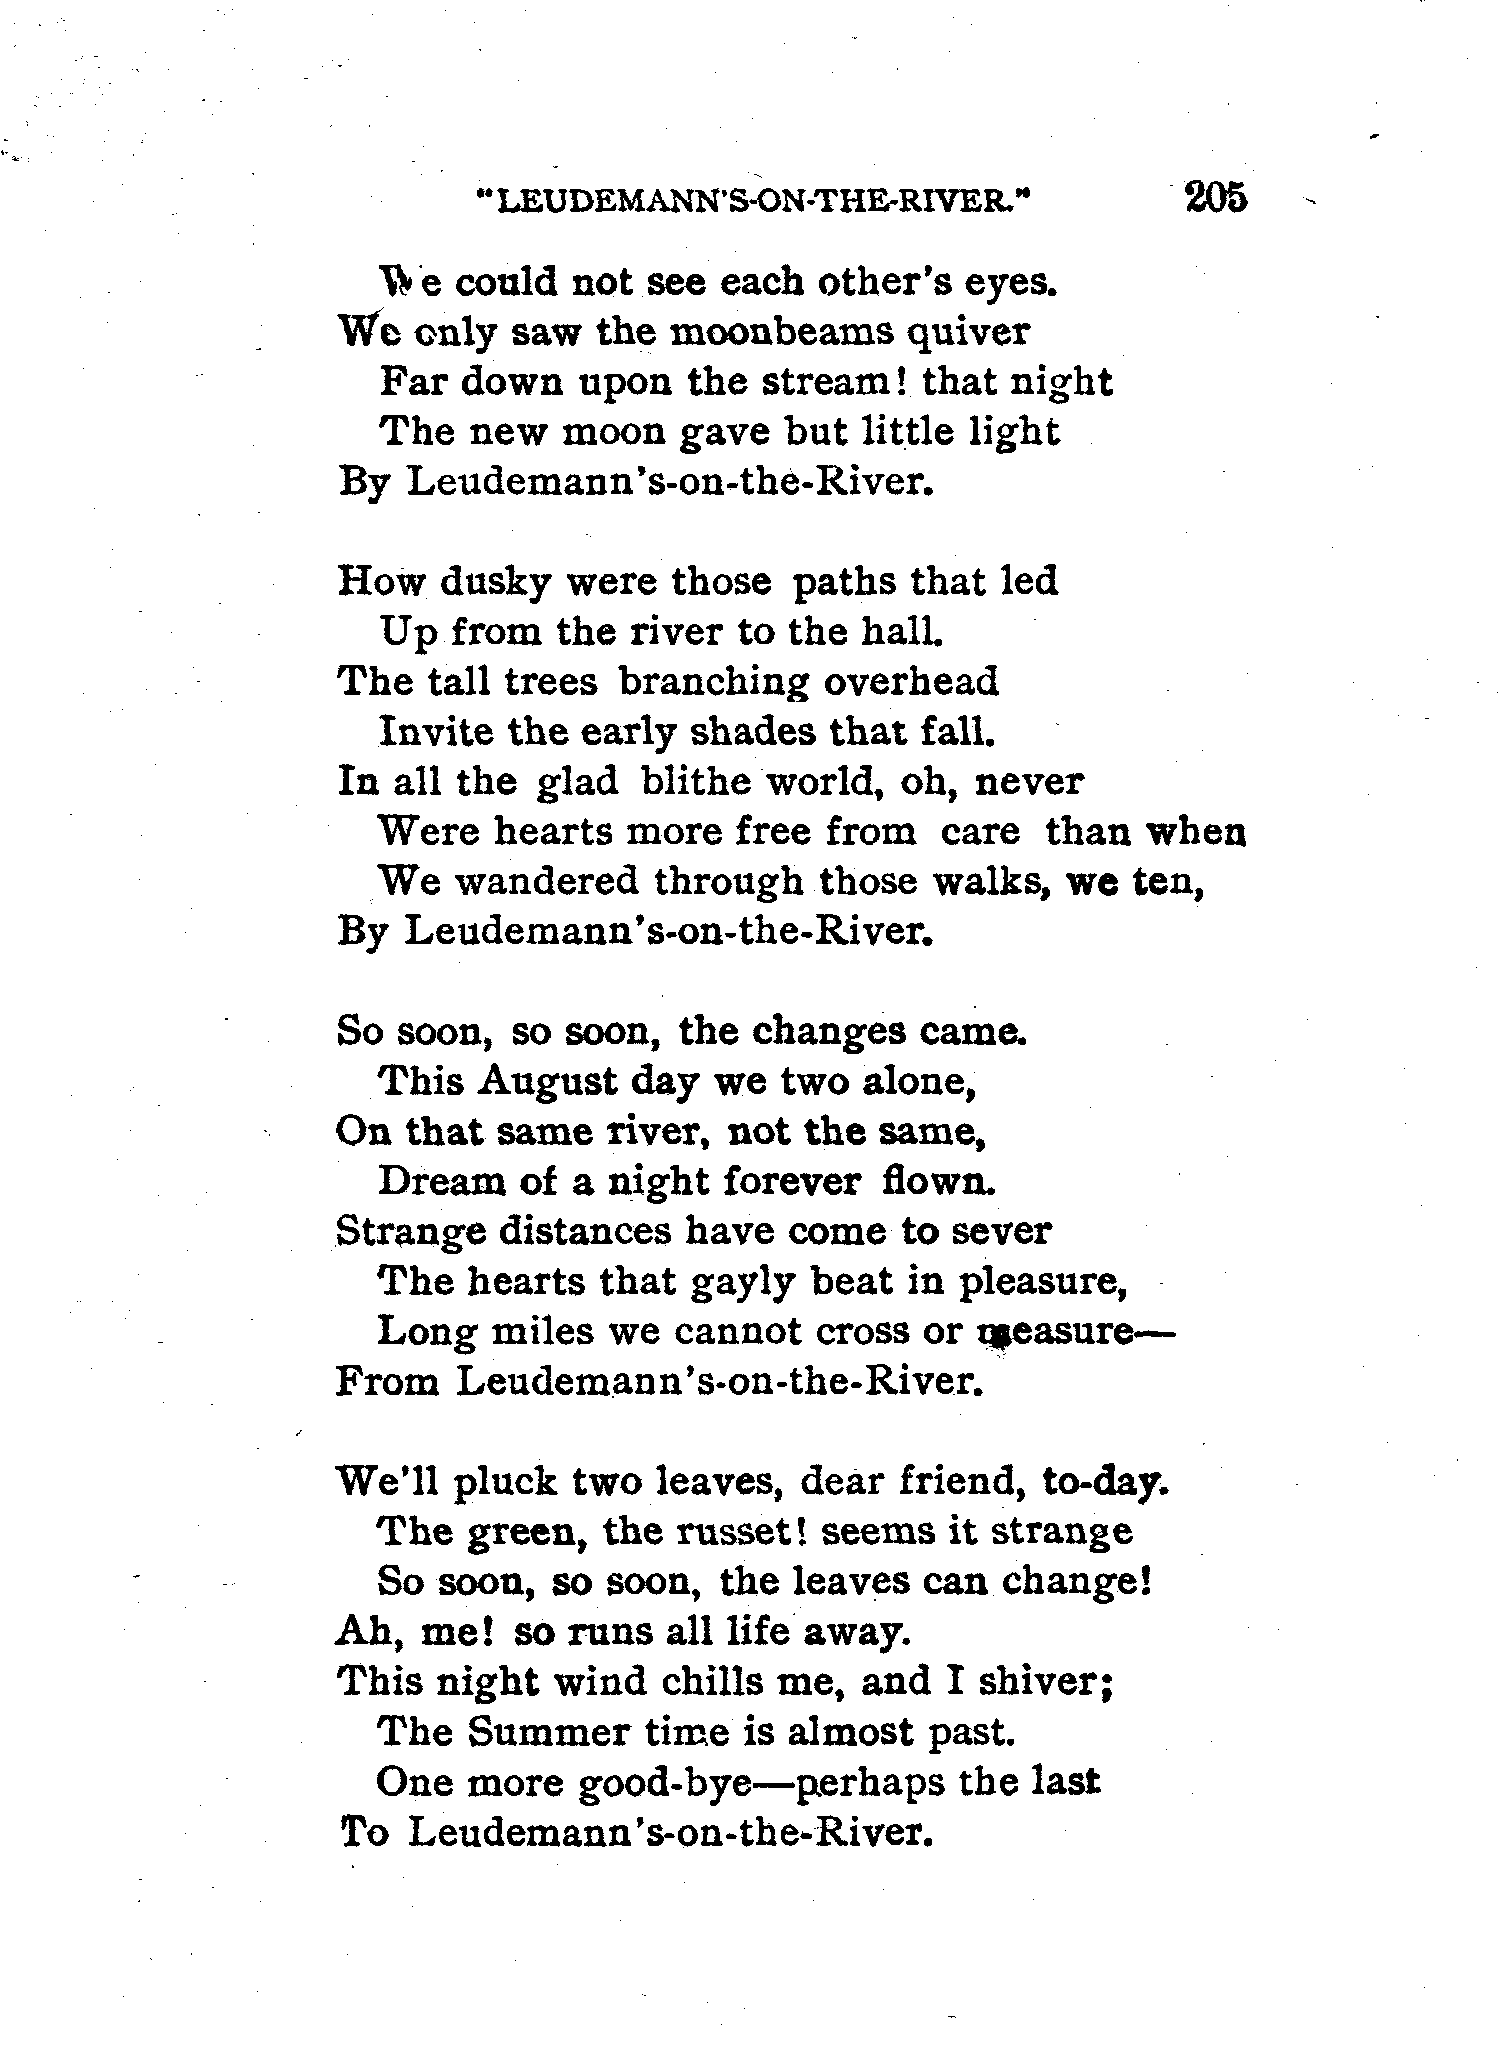 "LEUDEMANN'S-ON-THE-RIVER." 205
We could not see each other's eyes.
We only saw the moonbeams quiver
Far down upon the stream! that night
The new moon gave but little light
By Leudemann's-on-the-River.
How dusky were those paths that led
Up from the river to the hall.
The tall trees branching overhead
Invite the early shades that fall.
In all the glad blithe world, oh, never
Were hearts more free from care than when
We wandered through those walks, we ten,
By Leudemann's-on-the-River.
So soon, so soon, the changes came.
This August day we two alone,
On that same river, not the same,
Dream of a night forever flown.
Strange distances have come to sever
The hearts that gayly beat in pleasure,
Long miles we cannot cross or measure—
From Leudemann's-on-the-River.
We'll pluck two leaves, dear friend, to-day.
The green, the russet! seems it strange
So soon, so soon, the leaves can change!
Ah, me! so runs all life away.
This night wind chills me, and I shiver;
The Summer time is almost past.
One more good-bye—perhaps the last
To Leudemann's-on-the-River.